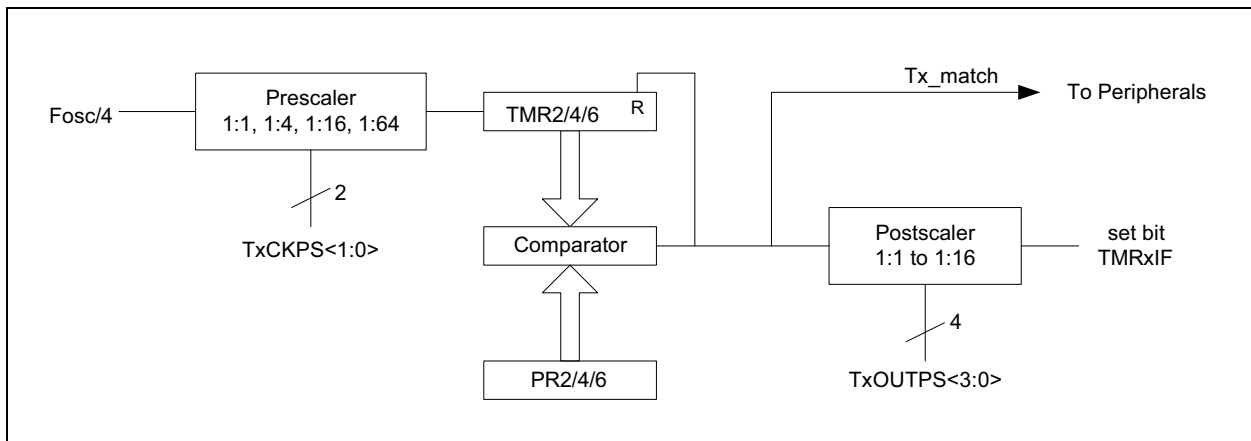 Fosc/4
Prescaler
1:1, 1:4, 1:16, 1:64
2
TxCKPS<1:0>
TMR2/4/6
R
Comparator
PR2/4/6
Tx_match
To Peripherals
Postscaler
1:1 to 1:16
4
TxOUTPS<3:0>
set bit
TMRxIF